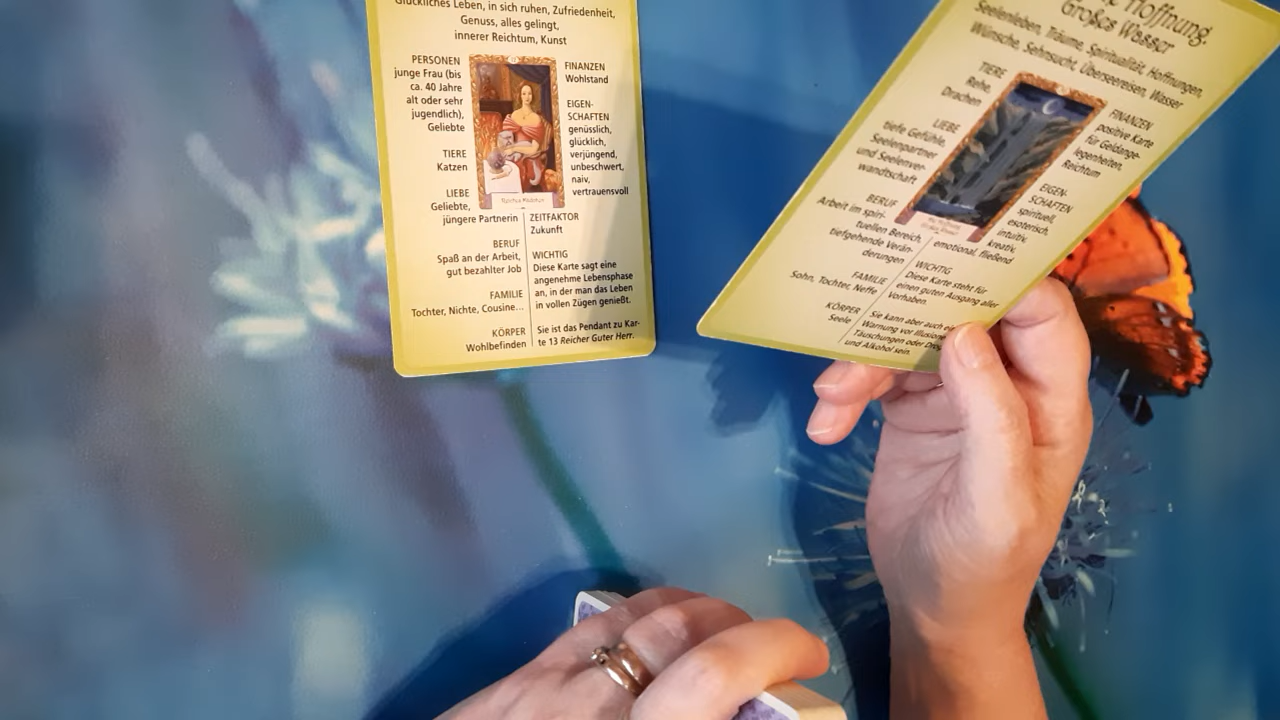 Glückliches Leben, in sich ruhen, Zufriedenheit,
Genuss, alles gelingt,
innerer Reichtum, Kunst
PERSONEN
junge Frau (bis
ca. 40 Jahre
alt oder sehr
jugendlich),
Geliebte
TIERE
Katzen
LIEBE
Geliebte,
jüngere Partnerin
BERUF
Spaß an der Arbeit,
gut bezahlter Job
FAMILIE
Tochter, Nichte, Cousine...
KÖRPER
Wohlbefinden
FINANZEN
Wohlstand
EIGEN-
SCHAFTEN
genüsslich,
glücklich,
verjüngend,
unbeschwert,
naiv,
vertrauensvoll
ZEITFAKTOR
Zukunft
WICHTIG
Diese Karte sagt eine
angenehme Lebensphase
an, in der man das Leben
in vollen Zügen genießt.
Sie ist das Pendant zu Kar-
te 13 Reicher Guter Herr.
Hoffnung,
Großes Wasser
Seelenleben, Träume, Spiritualität, Hoffnungen,
Wünsche, Sehnsucht, Überseereisen, Wasser
TIERE
Rehe,
Drachen
LIEBE
tiefe Gefühle,
Seelenpartner
und Seelenver-
wandtschaft
BERUF
Arbeit im spiri-
tuellen Bereich,
tiefgehende Verän-
derungen
FAMILIE
Sohn, Tochter, Neffe
KÖRPER
Seele
FINANZEN
positive Karte
für Geldange-
legenheiten,
Reichtum
EIGEN-
SCHAFTEN
spirituell,
esoterisch,
intuitiv,
kreativ,
emotional, fließend
WICHTIG
Diese Karte steht für
einen guten Ausgang aller
Vorhaben.
Sie kann aber auch
Warnung vor
Täuschungen oder
und Alkohol sein.